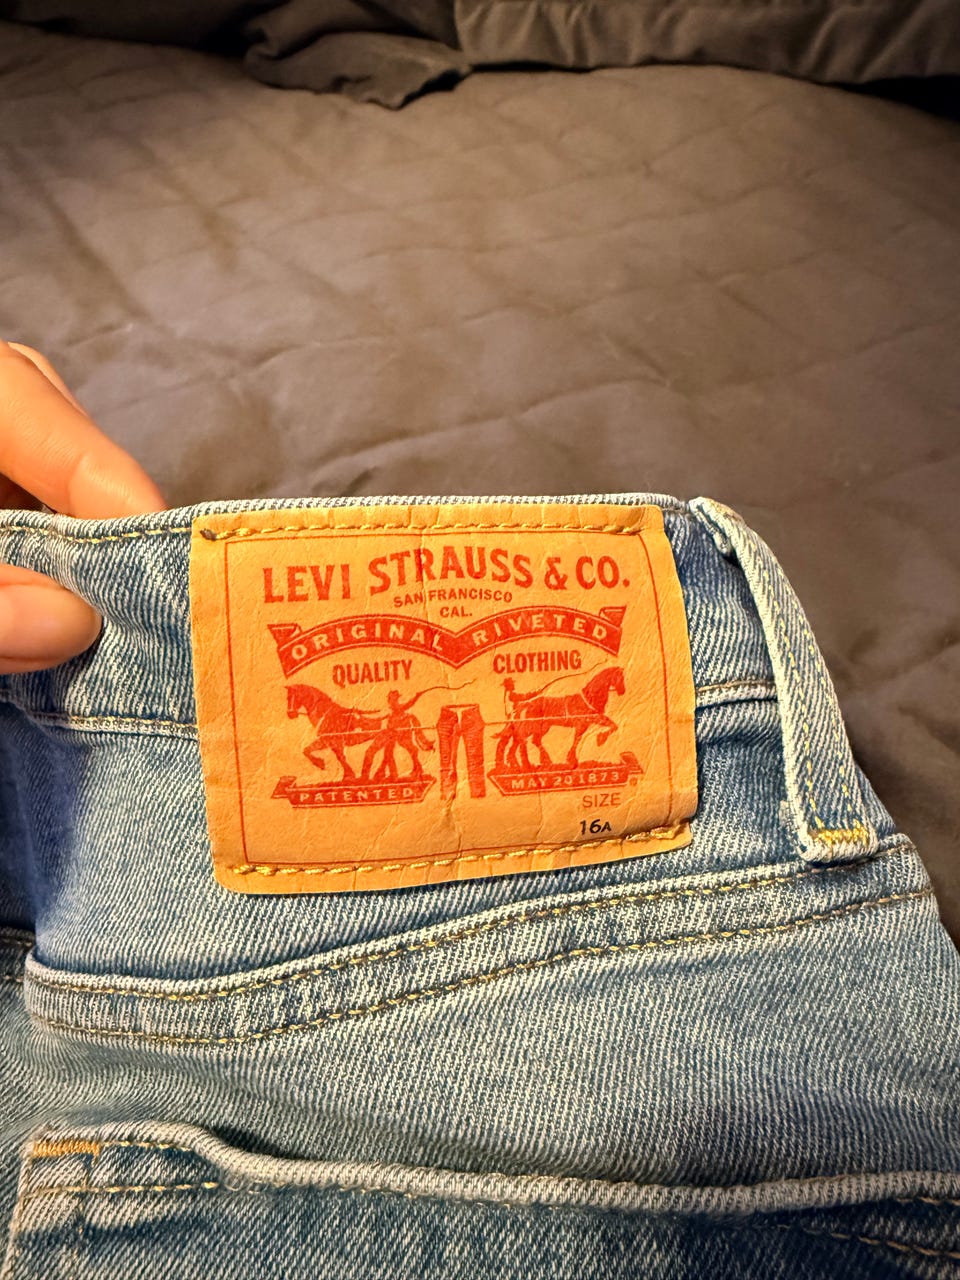 LEVI STRAUSS & CO.
SAN FRANCISCO
CAL.
ORIGINAL RIVETED
QUALITY CLOTHING
PATENTED MAY 20 1873
SIZE
16A